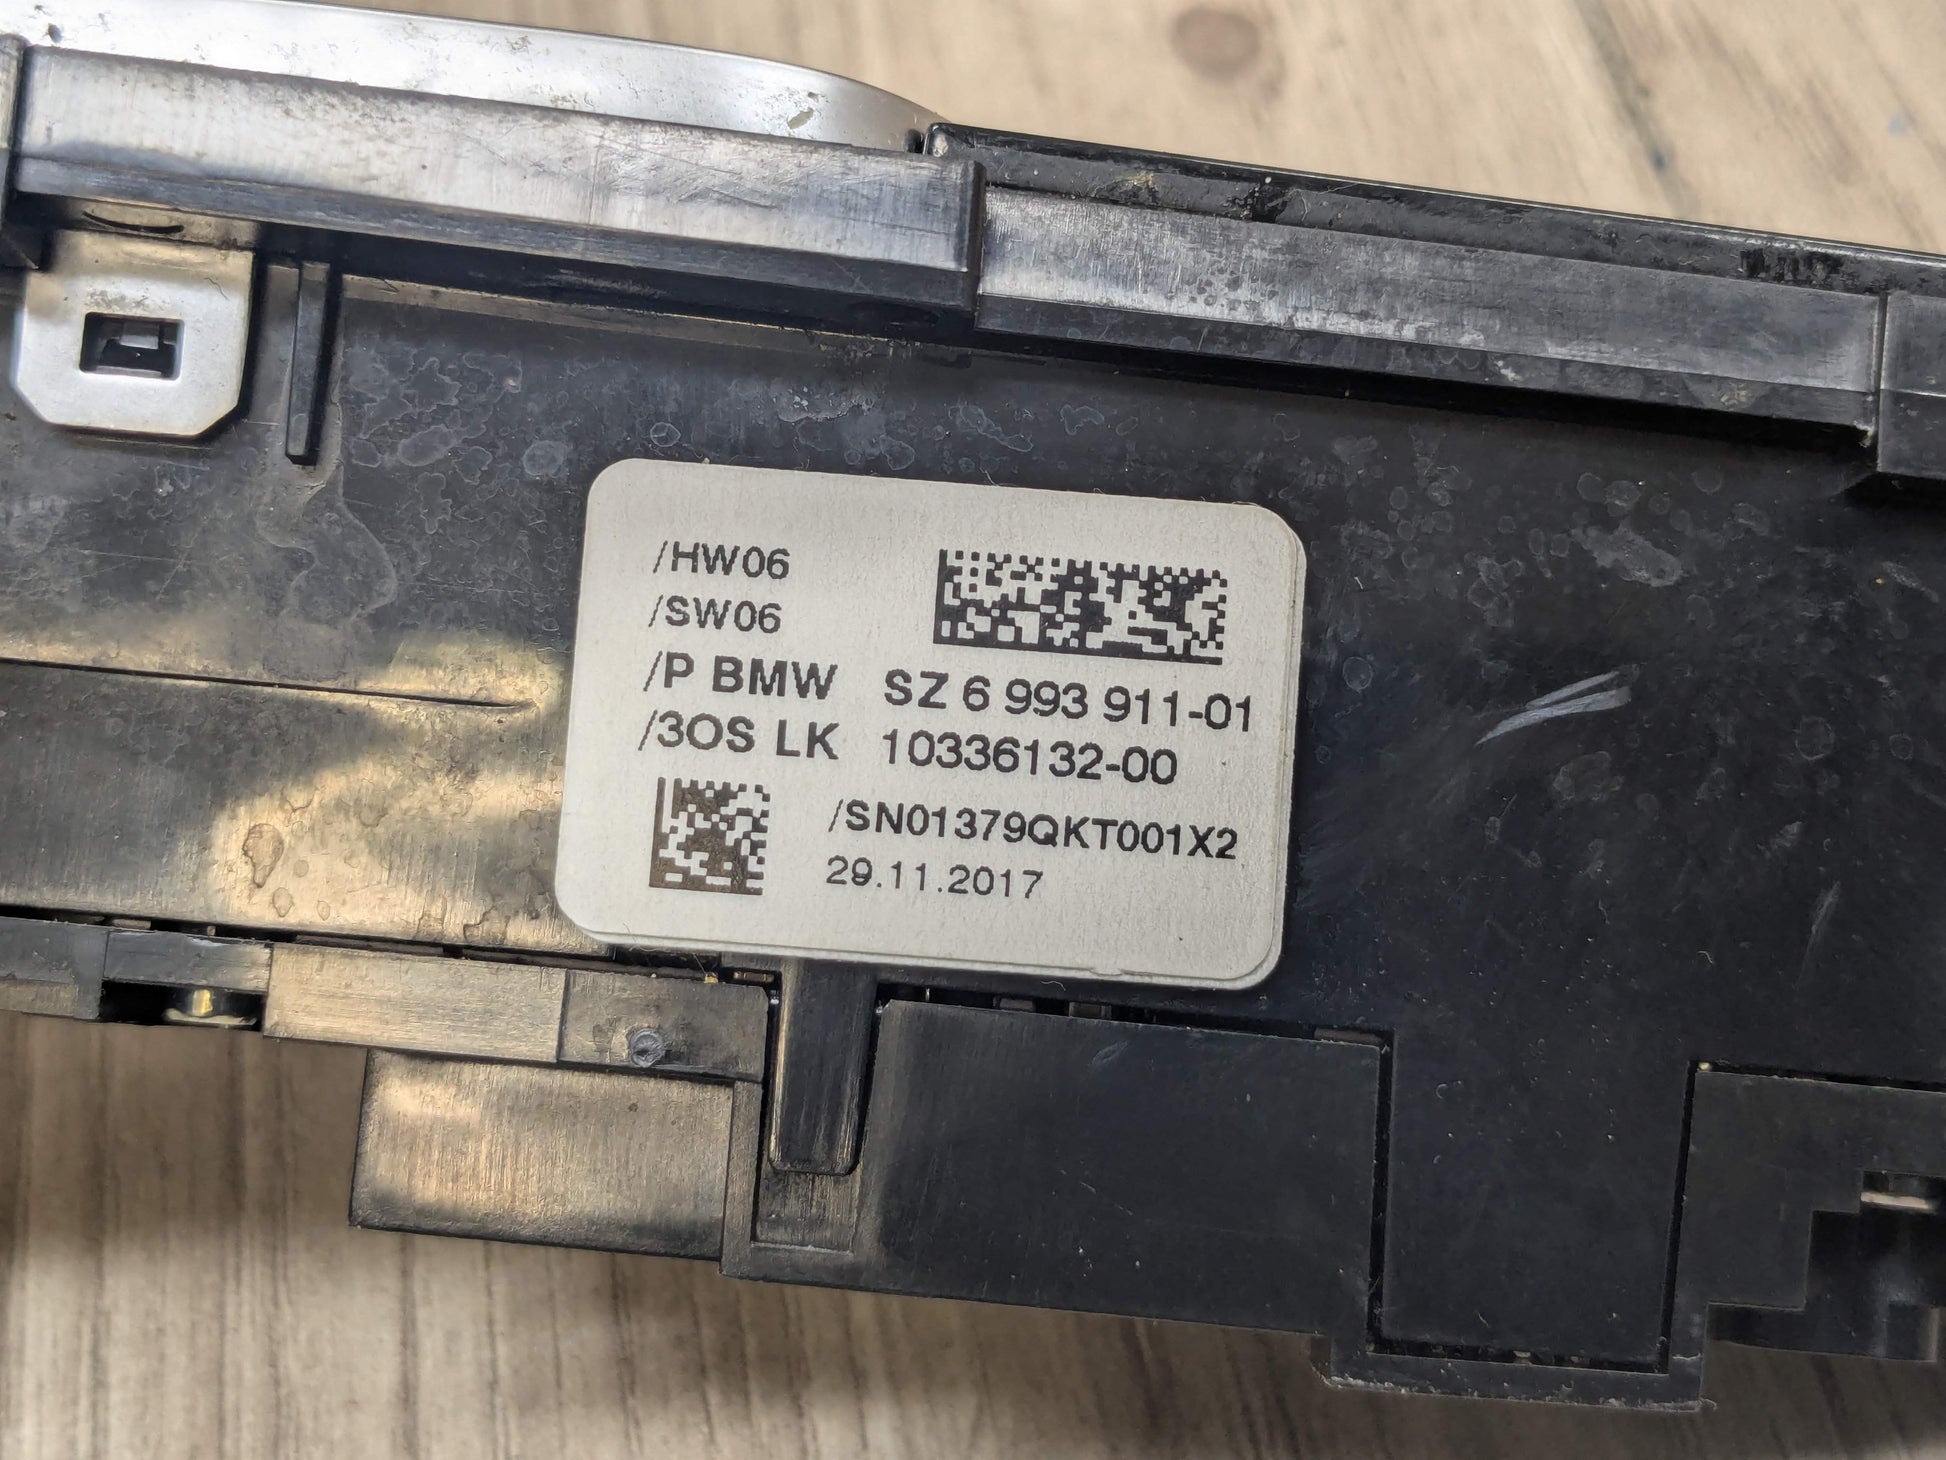 /HW06
/SW06
/P BMW SZ 6 993 911-01
/3OS LK 10336132-00
/SN01379QKT001X2
29.11.2017